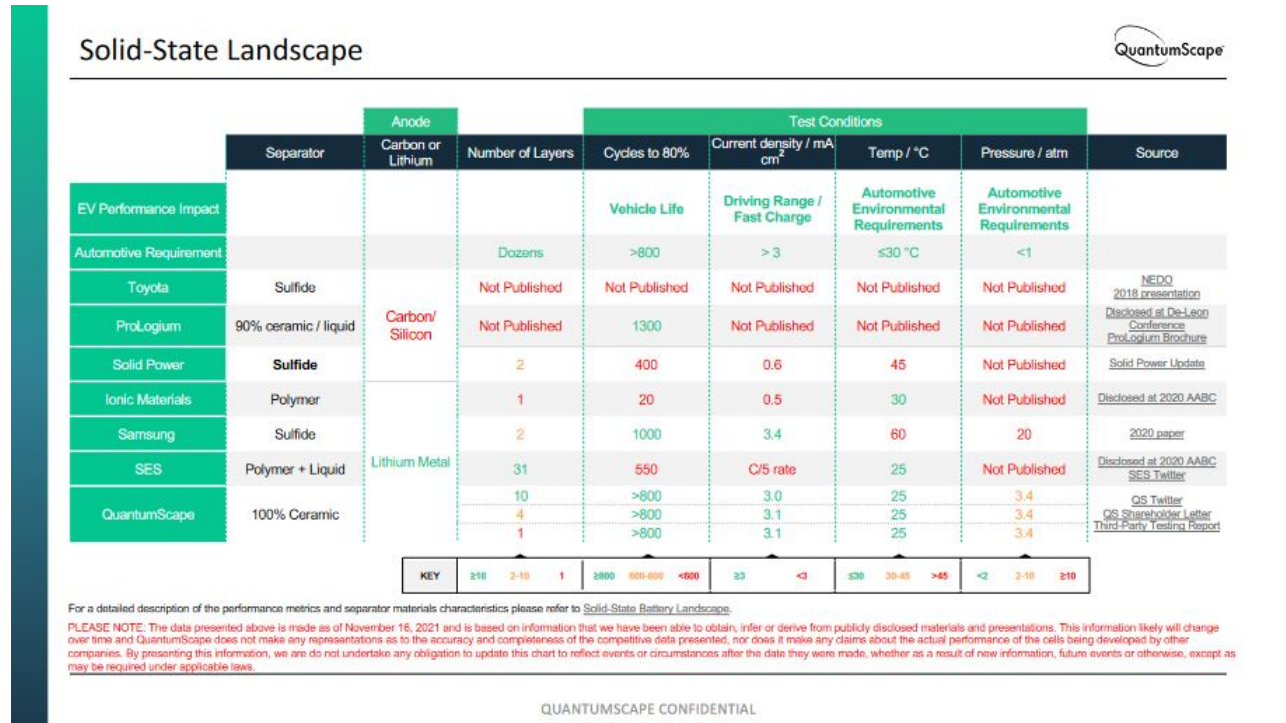 Solid-State Landscape
QuantumScape
Anode
Test Conditions
Separator
Carbon or
Lithium
Number of Layers
Cycles to 80%
Current density / mA
cm2
Temp / °C
Pressure / atm
Source
EV Performance Impact
Vehicle Life
Driving Range /
Fast Charge
Automotive
Environmental
Requirements
Automotive
Environmental
Requirements
Automotive Requirement
Dozens
>800
> 3
≤30 °C
<1
Toyota
Sulfide
Carbon/
Silicon
Not Published
Not Published
Not Published
Not Published
Not Published
NEDO
2018 presentation
ProLogium
90% ceramic / liquid
Not Published
1300
Not Published
Not Published
Not Published
Disclosed at De-Leon
Conference
ProLogium Brochure
Solid Power
Sulfide
2
400
0.6
45
Not Published
Solid Power Update
Ionic Materials
Polymer
Lithium Metal
1
20
0.5
30
Not Published
Disclosed at 2020 AABC
Samsung
Sulfide
2
1000
3.4
60
20
2020 paper
SES
Polymer + Liquid
31
550
C/5 rate
25
Not Published
Disclosed at 2020 AABC
SES Twitter
QuantumScape
100% Ceramic
10
>800
3.0
25
3.4
4
>800
3.1
25
3.4
1
>800
3.1
25
3.4
QS Twitter
QS Shareholder Letter
Third-Party Testing Report
KEY
≥10 2-10 1
≥800 600-800 <600
≥3 <3
≤30 30-45 >45
<2 2-10 ≥10
For a detailed description of the performance metrics and separator materials characteristics please refer to Solid-State Battery Landscape.
PLEASE NOTE: The data presented above is made as of November 16, 2021 and is based on information that we have been able to obtain, infer or derive from publicly disclosed materials and presentations. This information likely will change
over time and QuantumScape does not make any representations as to the accuracy and completeness of the competitive data presented, nor does it make any claims about the actual performance of the cells being developed by other
companies. By presenting this information, we are do not undertake any obligation to update this chart to reflect events or circumstances after the date they were made, whether as a result of new information, future events or otherwise, except as
may be required under applicable laws.
QUANTUMSCAPE CONFIDENTIAL